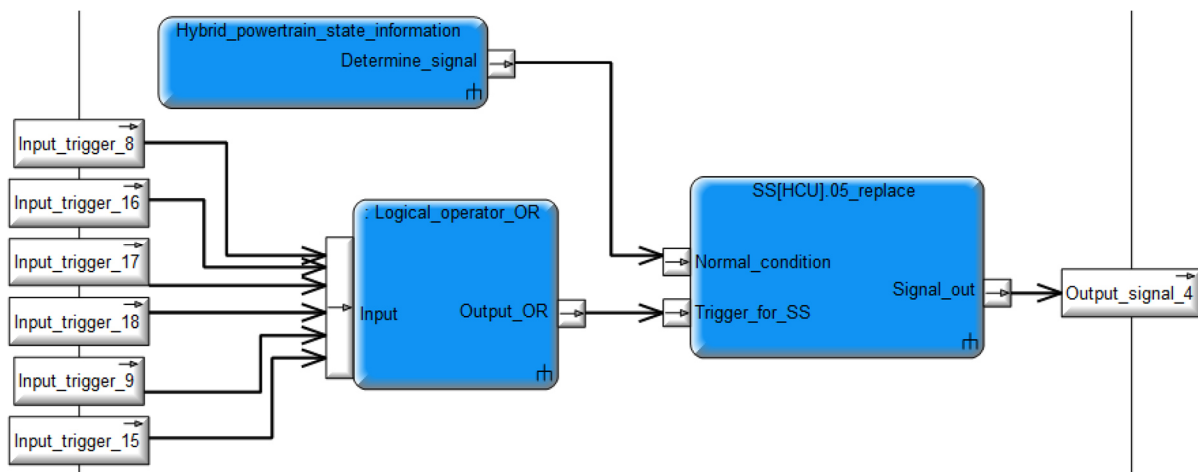 Hybrid_powertrain_state_information
Determine_signal
Input_trigger_8
Input_trigger_16
Input_trigger_17
Input_trigger_18
Input_trigger_9
Input_trigger_15
: Logical_operator_OR
Input
Output_OR
SS[HCU].05_replace
Normal_condition
Trigger_for_SS
Signal_out
Output_signal_4